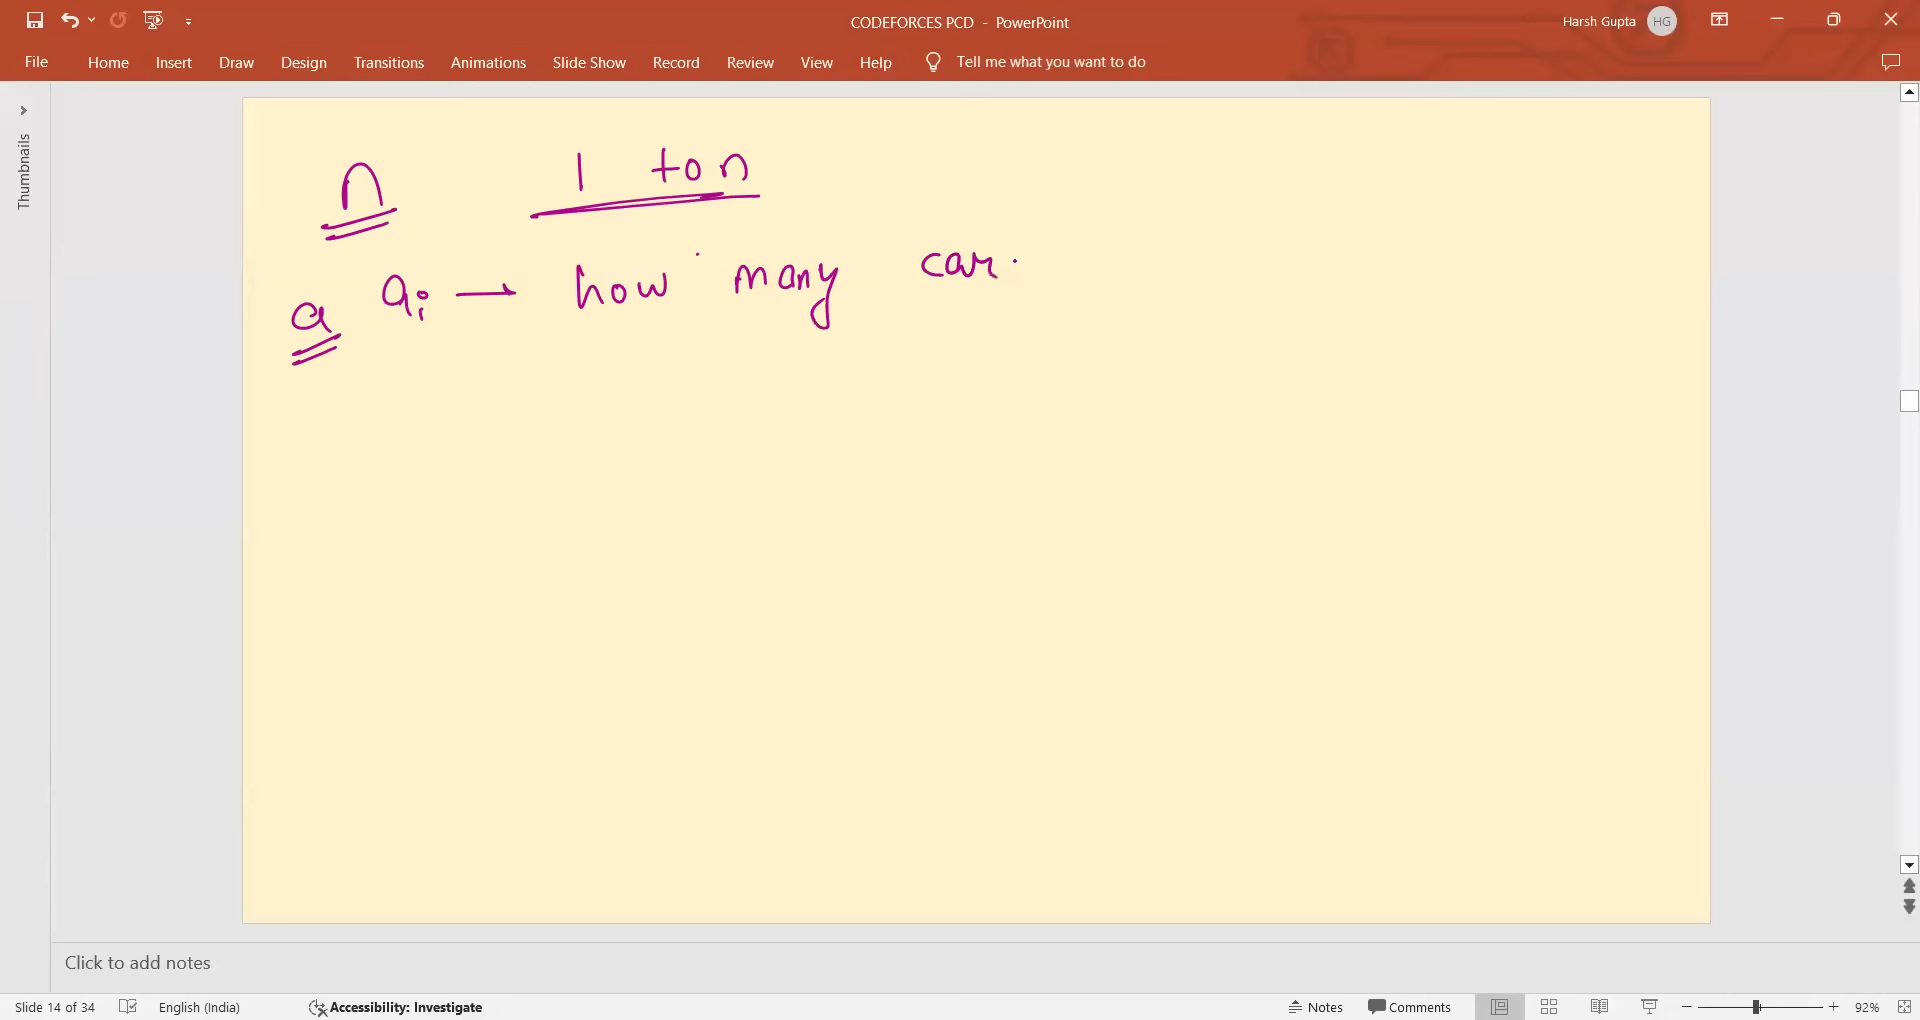 CODEFORCES PCD - PowerPoint
Harsh Gupta HG
File Home Insert Draw Design Transitions Animations Slide Show Record Review View Help Tell me what you want to do
Thumbnails
n 1 to n
a ai → how many car
Click to add notes
Slide 14 of 34 English (India) Accessibility: Investigate Notes Comments 92%